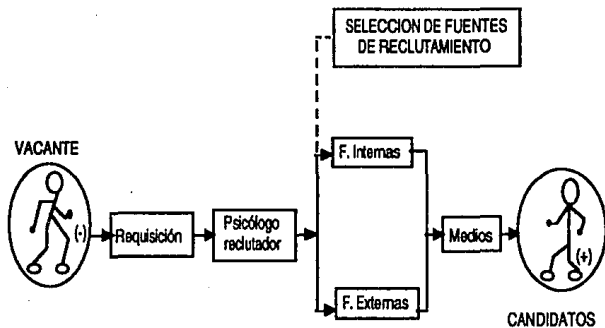 SELECCION DE FUENTES
DE RECLUTAMIENTO
VACANTE
F. Internas
(-)
Requisición
Psicólogo
reclutador
Medios
(+)
F. Externas
CANDIDATOS